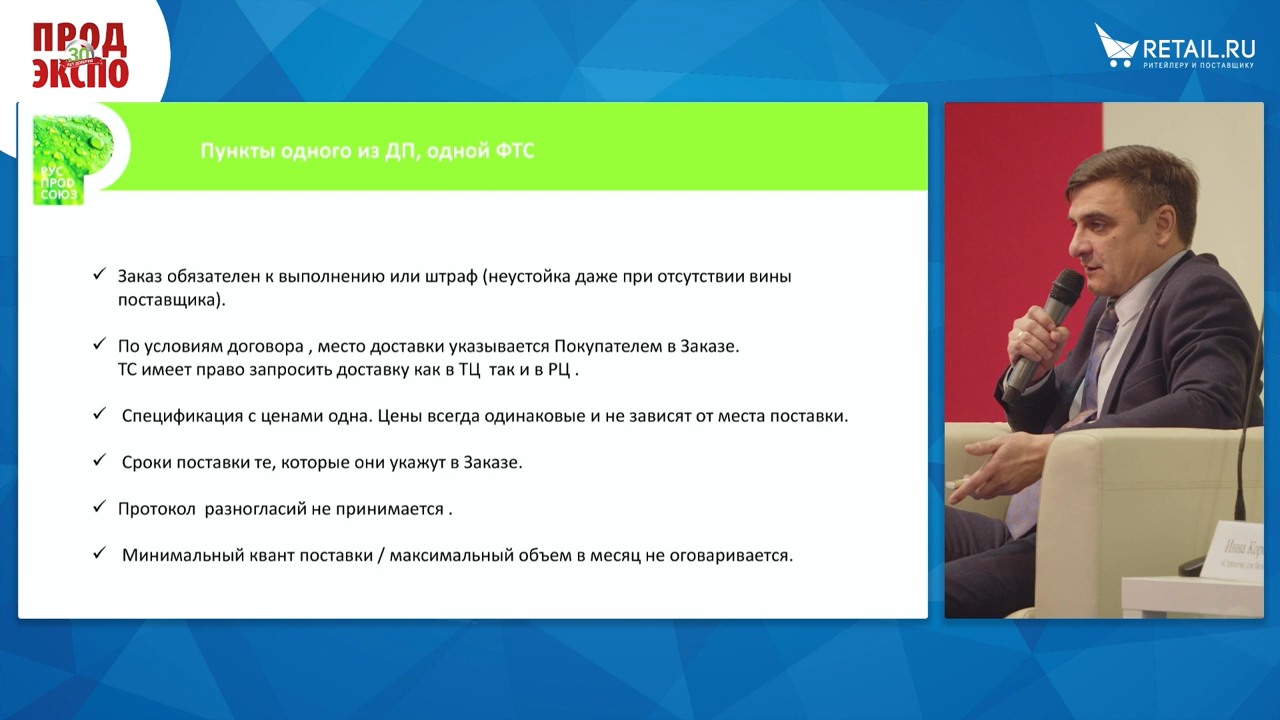 ПРОД
ЭКСПО
30
RETAIL.RU
РИТЕЙЛЕРУ И ПОСТАВЩИКУ
РУС
ПРОД
СОЮЗ
Пункты одного из ДП, одной ФТС
✓ Заказ обязателен к выполнению или штраф (неустойка даже при отсутствии вины
поставщика).
✓ По условиям договора , место доставки указывается Покупателем в Заказе.
ТС имеет право запросить доставку как в ТЦ так и в РЦ .
✓ Спецификация с ценами одна. Цены всегда одинаковые и не зависят от места поставки.
✓ Сроки поставки те, которые они укажут в Заказе.
✓ Протокол разногласий не принимается .
✓ Минимальный квант поставки / максимальный объем в месяц не оговаривается.
Инна